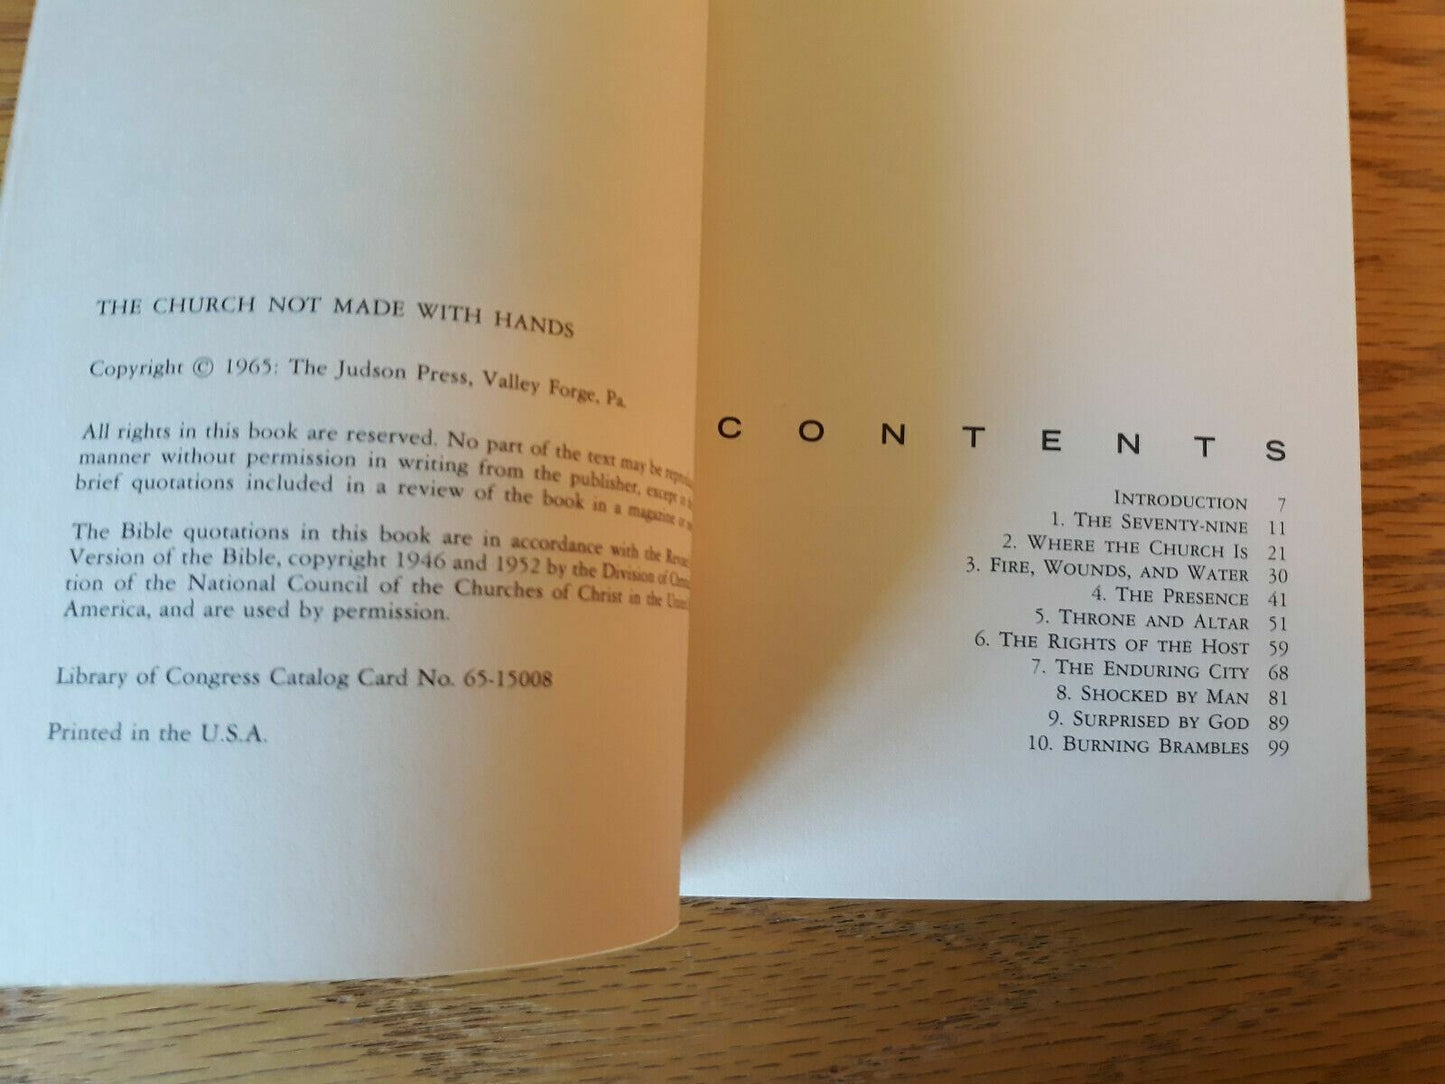 THE CHURCH NOT MADE WITH HANDS
Copyright © 1965: The Judson Press, Valley Forge, Pa.
All rights in this book are reserved. No part of the text may be
manner without permission in writing from the publisher, except in
brief quotations included in a review of the book in a magazine or
The Bible quotations in this book are in accordance with the
Version of the Bible, copyright 1946 and 1952 by the Division of
tion of the National Council of the Churches of Christ in the
America, and are used by permission.
Library of Congress Catalog Card No. 65-15008
Printed in the U.S.A.
CONTENTS
INTRODUCTION 7
1. THE SEVENTY-NINE 11
2. WHERE THE CHURCH IS 21
3. FIRE, WOUNDS, AND WATER 30
4. THE PRESENCE 41
5. THRONE AND ALTAR 51
6. THE RIGHTS OF THE HOST 59
7. THE ENDURING CITY 68
8. SHOCKED BY MAN 81
9. SURPRISED BY GOD 89
10. BURNING BRAMBLES 99